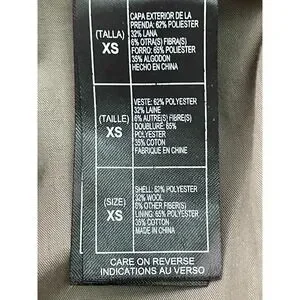 (TALLA)
XS
CAPA EXTERIOR DE LA
PRENDA: 62% POLIESTER
32% LANA
6% OTRA(S) FIBRA(S)
FORRO: 65% POLIESTER
35% ALGODON
HECHO EN CHINA
(TAILLE)
XS
VESTE: 62% POLYESTER
32% LAINE
6% AUTRE(S) FIBRE(S)
DOUBLURE: 65%
POLYESTER
35% COTON
FABRIQUE EN CHINE
(SIZE)
XS
SHELL: 62% POLYESTER
32% WOOL
6% OTHER FIBER(S)
LINING: 65% POLYESTER
35% COTTON
MADE IN CHINA
CARE ON REVERSE
INDICATIONS AU VERSO